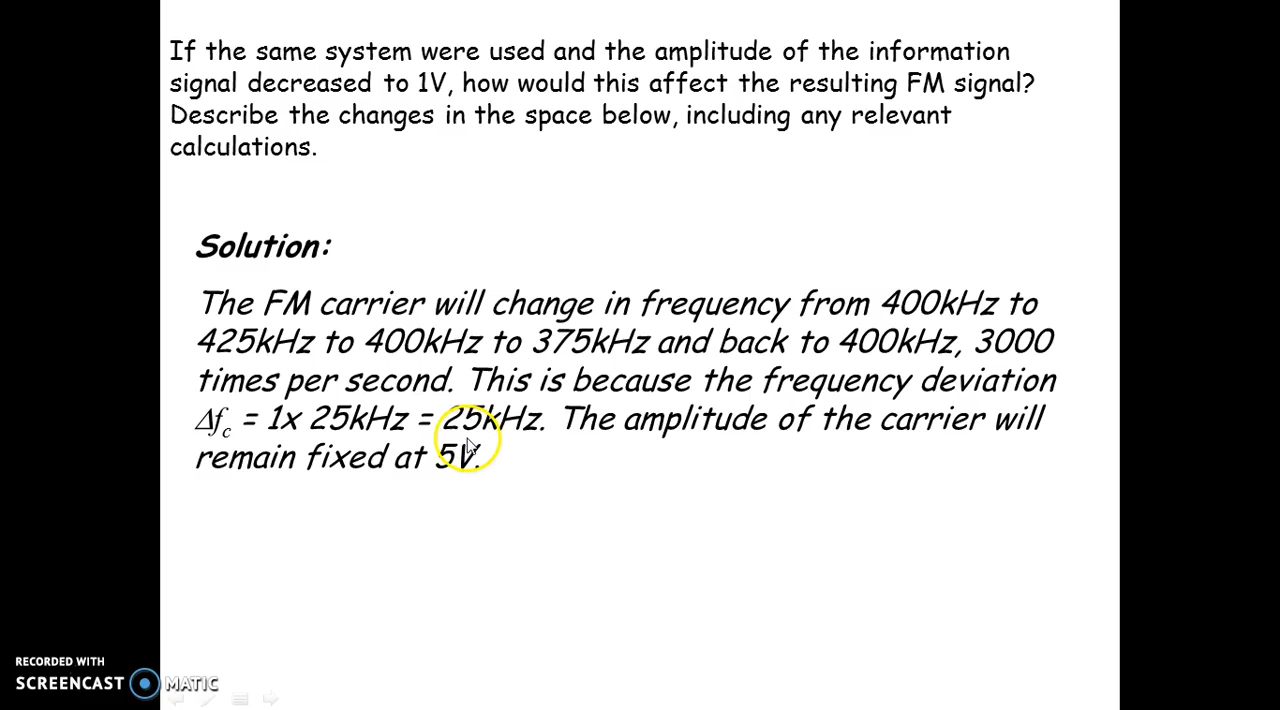 If the same system were used and the amplitude of the information
signal decreased to 1V, how would this affect the resulting FM signal?
Describe the changes in the space below, including any relevant
calculations.
Solution:
The FM carrier will change in frequency from 400kHz to
425kHz to 400kHz to 375kHz and back to 400kHz, 3000
times per second. This is because the frequency deviation
Δfc = 1x 25kHz = 25kHz. The amplitude of the carrier will
remain fixed at 5V.
RECORDED WITH
SCREENCAST MATIC